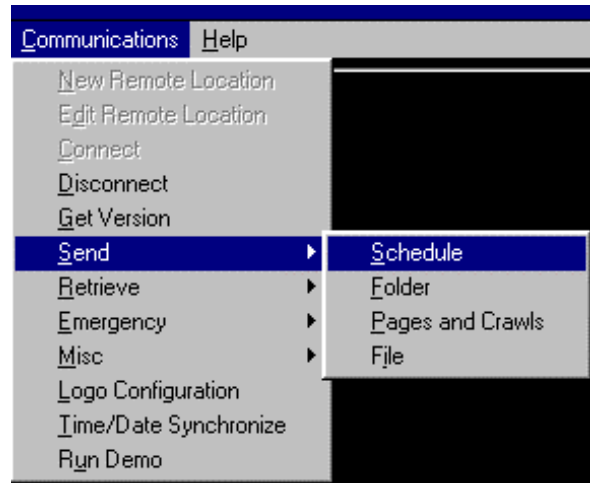 Communications Help
New Remote Location
Edit Remote Location
Connect
Disconnect
Get Version
Send Schedule
Retrieve Folder
Emergency Pages and Crawls
Misc File
Logo Configuration
Time/Date Synchronize
Run Demo